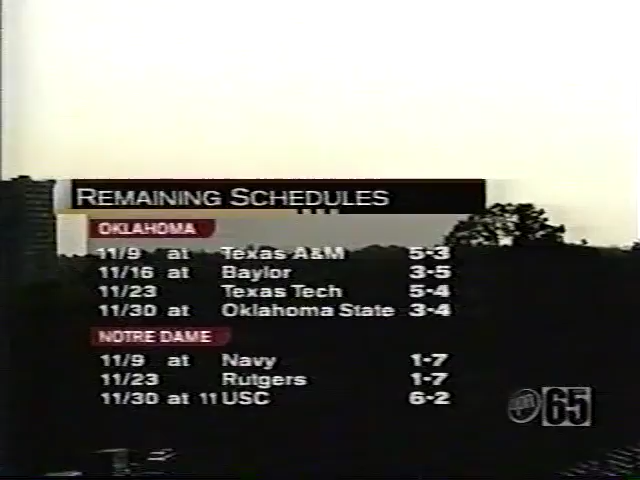 REMAINING SCHEDULES
OKLAHOMA
11/9 at Texas A&M 5-3
11/16 at Baylor 3-5
11/23 Texas Tech 5-4
11/30 at Oklahoma State 3-4
NOTRE DAME
11/9 at Navy 1-7
11/23 Rutgers 1-7
11/30 at 11 USC 6-2
65